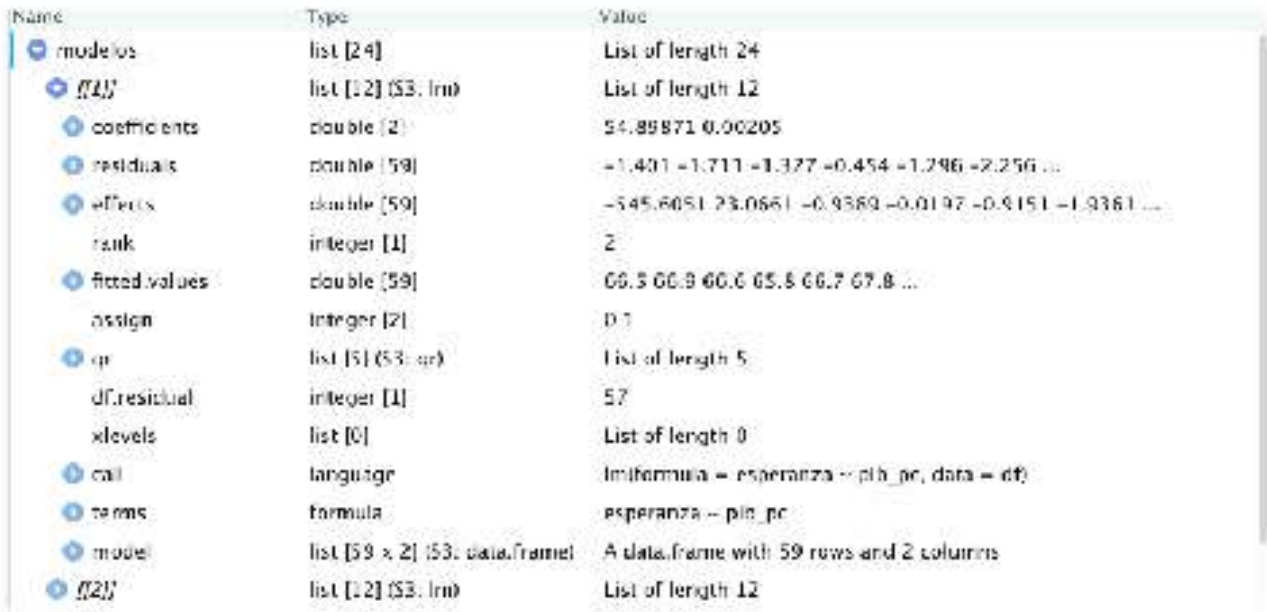 Name Type Value
modelos list [24] List of length 24
[[1]] list [12] (S3: lm) List of length 12
coefficients double [2] 54.89871 0.00205
residuals double [59] -1.401 -1.711 -1.377 -0.454 -1.296 -2.256 ...
effects double [59] -545.6051 23.0661 -0.9389 -0.0197 -0.9151 -1.9361 ...
rank integer [1] 2
fitted.values double [59] 66.9 66.6 65.8 66.7 67.8 ...
assign integer [2] 0 1
qr list [5] (S3: qr) List of length 5
df.residual integer [1] 57
xlevels list [0] List of length 0
call language lm(formula = esperanza ~ pib_pc, data = df)
terms formula esperanza ~ pib_pc
model list [59 x 2] (S3: data.frame) A data.frame with 59 rows and 2 columns
[[2]] list [12] (S3: lm) List of length 12